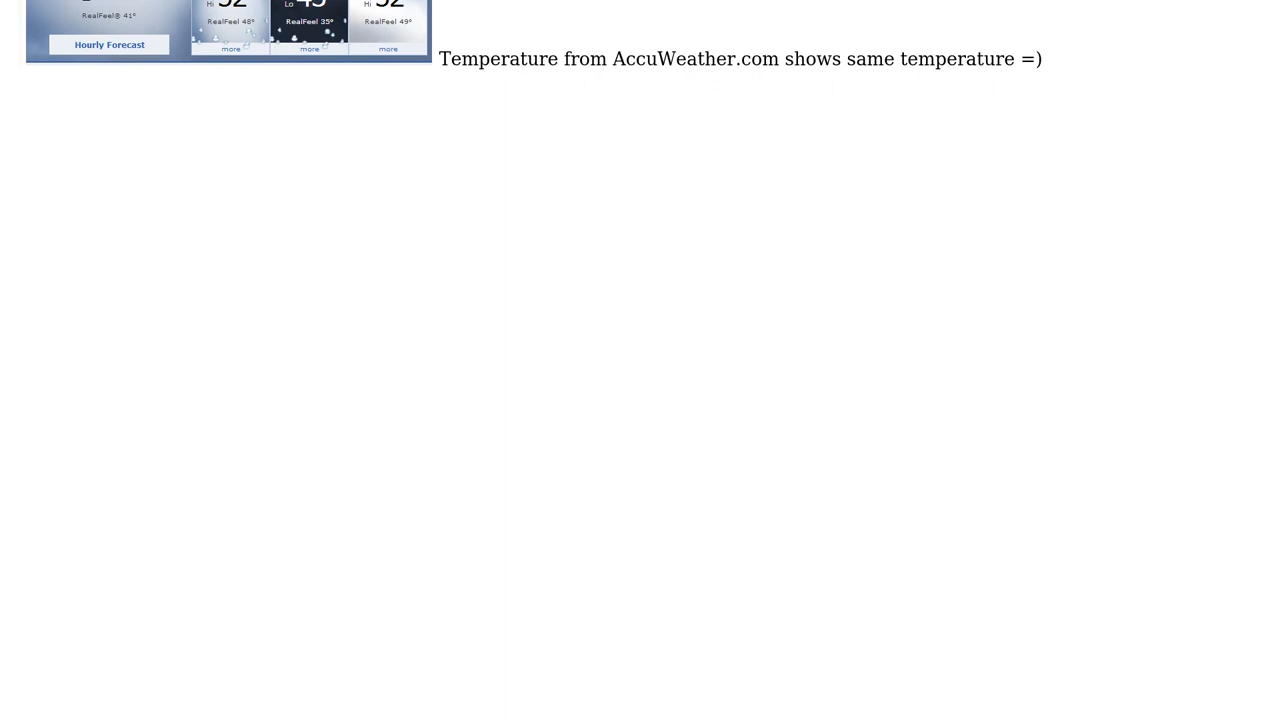 Hi 52 Lo 45 Hi 52
RealFeel® 41° RealFeel 48° RealFeel 35° RealFeel 49°
Hourly Forecast
more more more
Temperature from AccuWeather.com shows same temperature =)